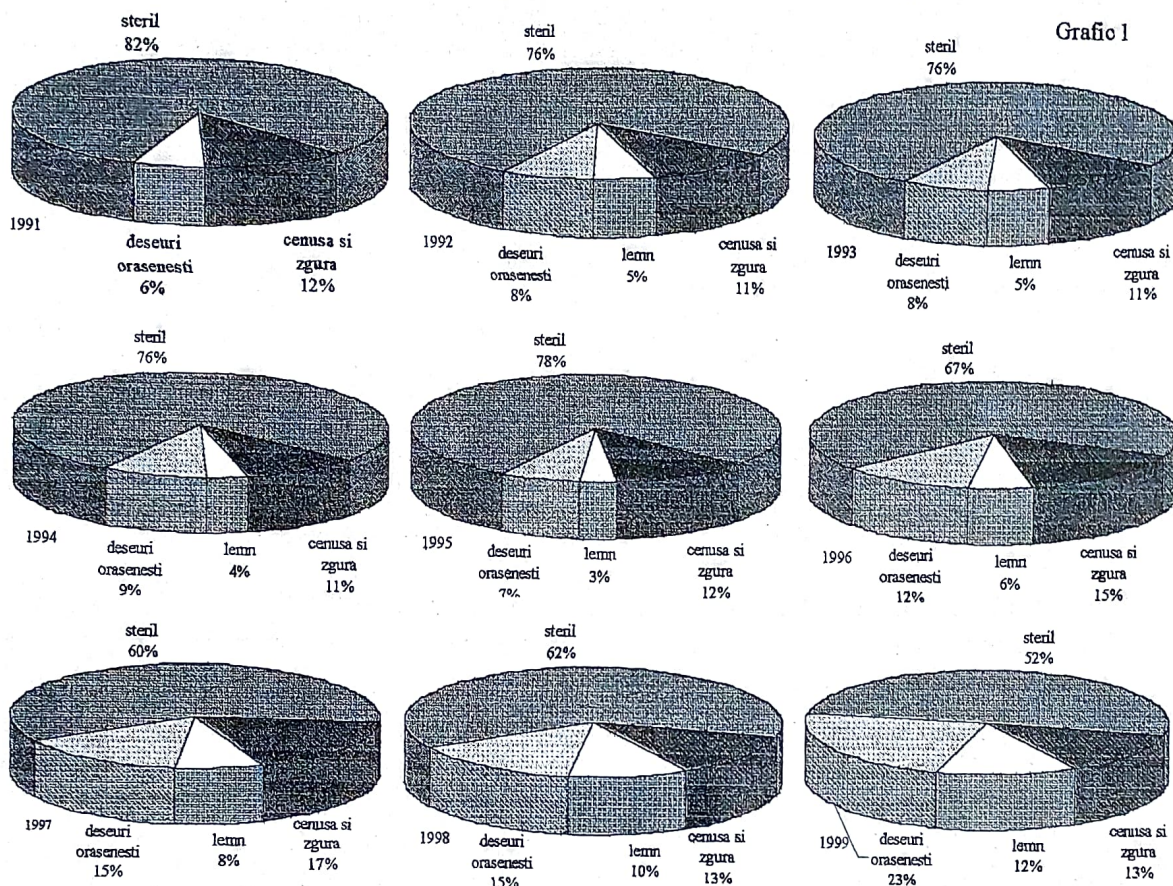 Grafic 1
steril
82%
1991
deseuri
orasenesti
6%
cenusa si
zgura
12%
steril
76%
1992
deseuri
orasenesti
8%
lemn
5%
cenusa si
zgura
11%
steril
76%
1993
deseuri
orasenesti
8%
lemn
5%
cenusa si
zgura
11%
steril
76%
1994
deseuri
orasenesti
9%
lemn
4%
cenusa si
zgura
11%
steril
78%
1995
deseuri
orasenesti
7%
lemn
3%
cenusa si
zgura
12%
steril
67%
1996
deseuri
orasenesti
12%
lemn
6%
cenusa si
zgura
15%
steril
60%
1997
deseuri
orasenesti
15%
lemn
8%
cenusa si
zgura
17%
steril
62%
1998
deseuri
orasenesti
15%
lemn
10%
cenusa si
zgura
13%
steril
52%
1999
deseuri
orasenesti
23%
lemn
12%
cenusa si
zgura
13%